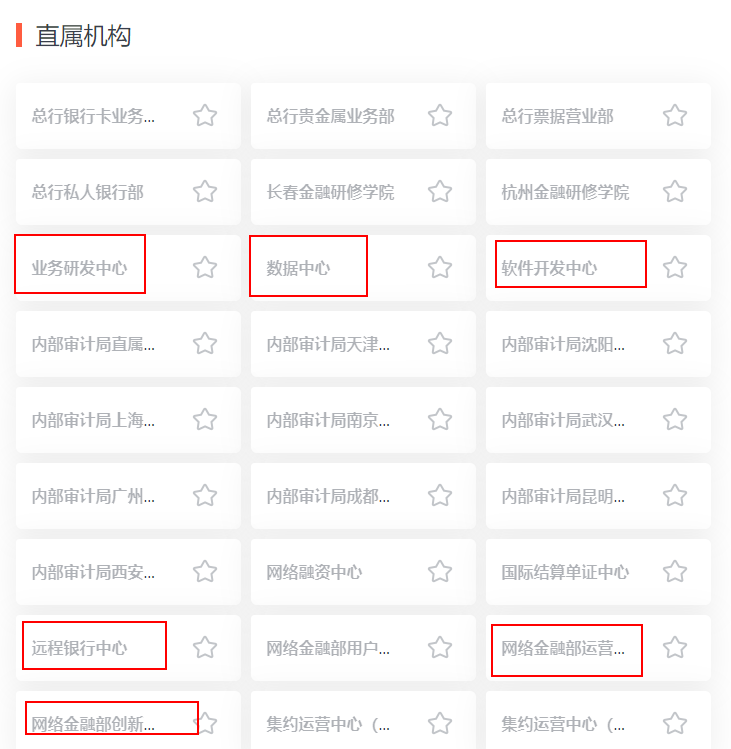 直属机构
总行银行卡业务...
总行贵金属业务部
总行票据营业部
总行私人银行部
长春金融研修学院
杭州金融研修学院
业务研发中心
数据中心
软件开发中心
内部审计局直属...
内部审计局天津...
内部审计局沈阳...
内部审计局上海...
内部审计局南京...
内部审计局武汉...
内部审计局广州...
内部审计局成都...
内部审计局昆明...
内部审计局西安...
网络融资中心
国际结算单证中心
远程银行中心
网络金融部用户...
网络金融部运营...
网络金融部创新...
集约运营中心（...
集约运营中心（...